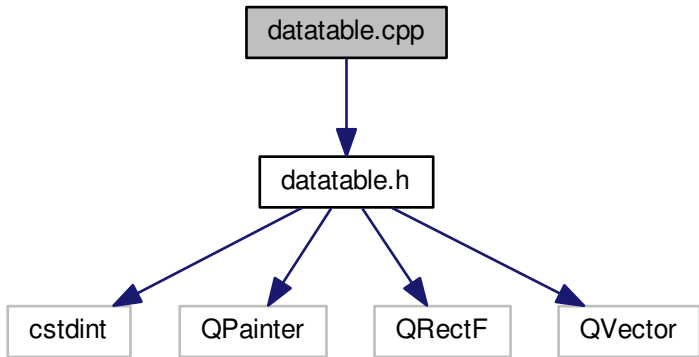 datatable.cpp
datatable.h
cstdint
QPainter
QRectF
QVector